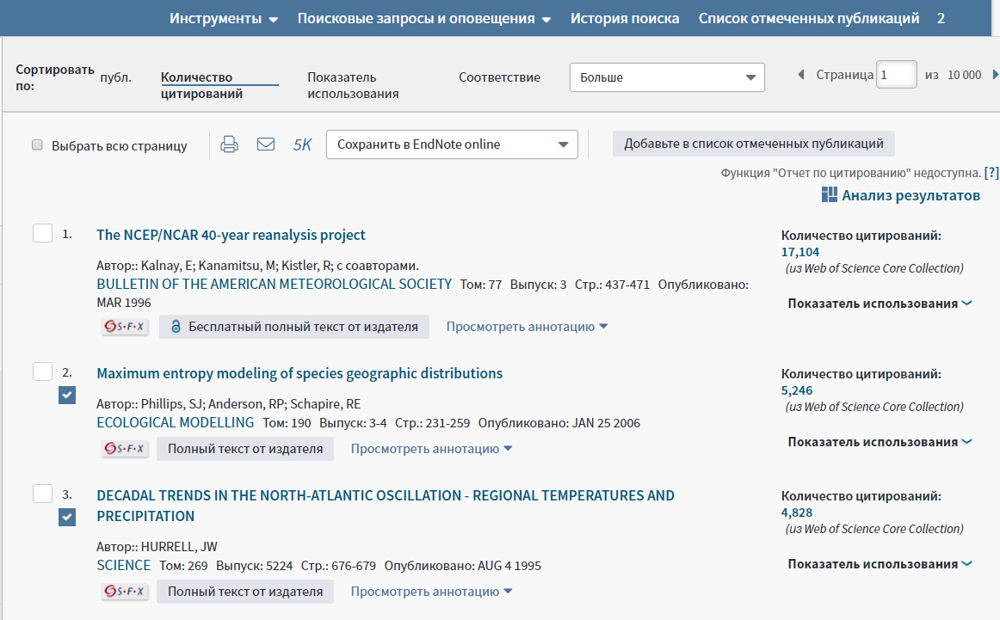 Инструменты Поисковые запросы и оповещения История поиска Список отмеченных публикаций 2
Сортировать по: публ. Количество цитирований Показатель использования Соответствие Больше Страница 1 из 10 000
Выбрать всю страницу 5K Сохранить в EndNote online Добавьте в список отмеченных публикаций
Функция "Отчет по цитированию" недоступна. [?]
Анализ результатов
1. The NCEP/NCAR 40-year reanalysis project
Автор:: Kalnay, E; Kanamitsu, M; Kistler, R; с соавторами.
BULLETIN OF THE AMERICAN METEOROLOGICAL SOCIETY Том: 77 Выпуск: 3 Стр.: 437-471 Опубликовано:
MAR 1996
S·F·X Бесплатный полный текст от издателя Просмотреть аннотацию
Количество цитирований:
17,104
(из Web of Science Core Collection)
Показатель использования
2. Maximum entropy modeling of species geographic distributions
Автор:: Phillips, SJ; Anderson, RP; Schapire, RE
ECOLOGICAL MODELLING Том: 190 Выпуск: 3-4 Стр.: 231-259 Опубликовано: JAN 25 2006
S·F·X Полный текст от издателя Просмотреть аннотацию
Количество цитирований:
5,246
(из Web of Science Core Collection)
Показатель использования
3. DECADAL TRENDS IN THE NORTH-ATLANTIC OSCILLATION - REGIONAL TEMPERATURES AND
PRECIPITATION
Автор:: HURRELL, JW
SCIENCE Том: 269 Выпуск: 5224 Стр.: 676-679 Опубликовано: AUG 4 1995
S·F·X Полный текст от издателя Просмотреть аннотацию
Количество цитирований:
4,828
(из Web of Science Core Collection)
Показатель использования